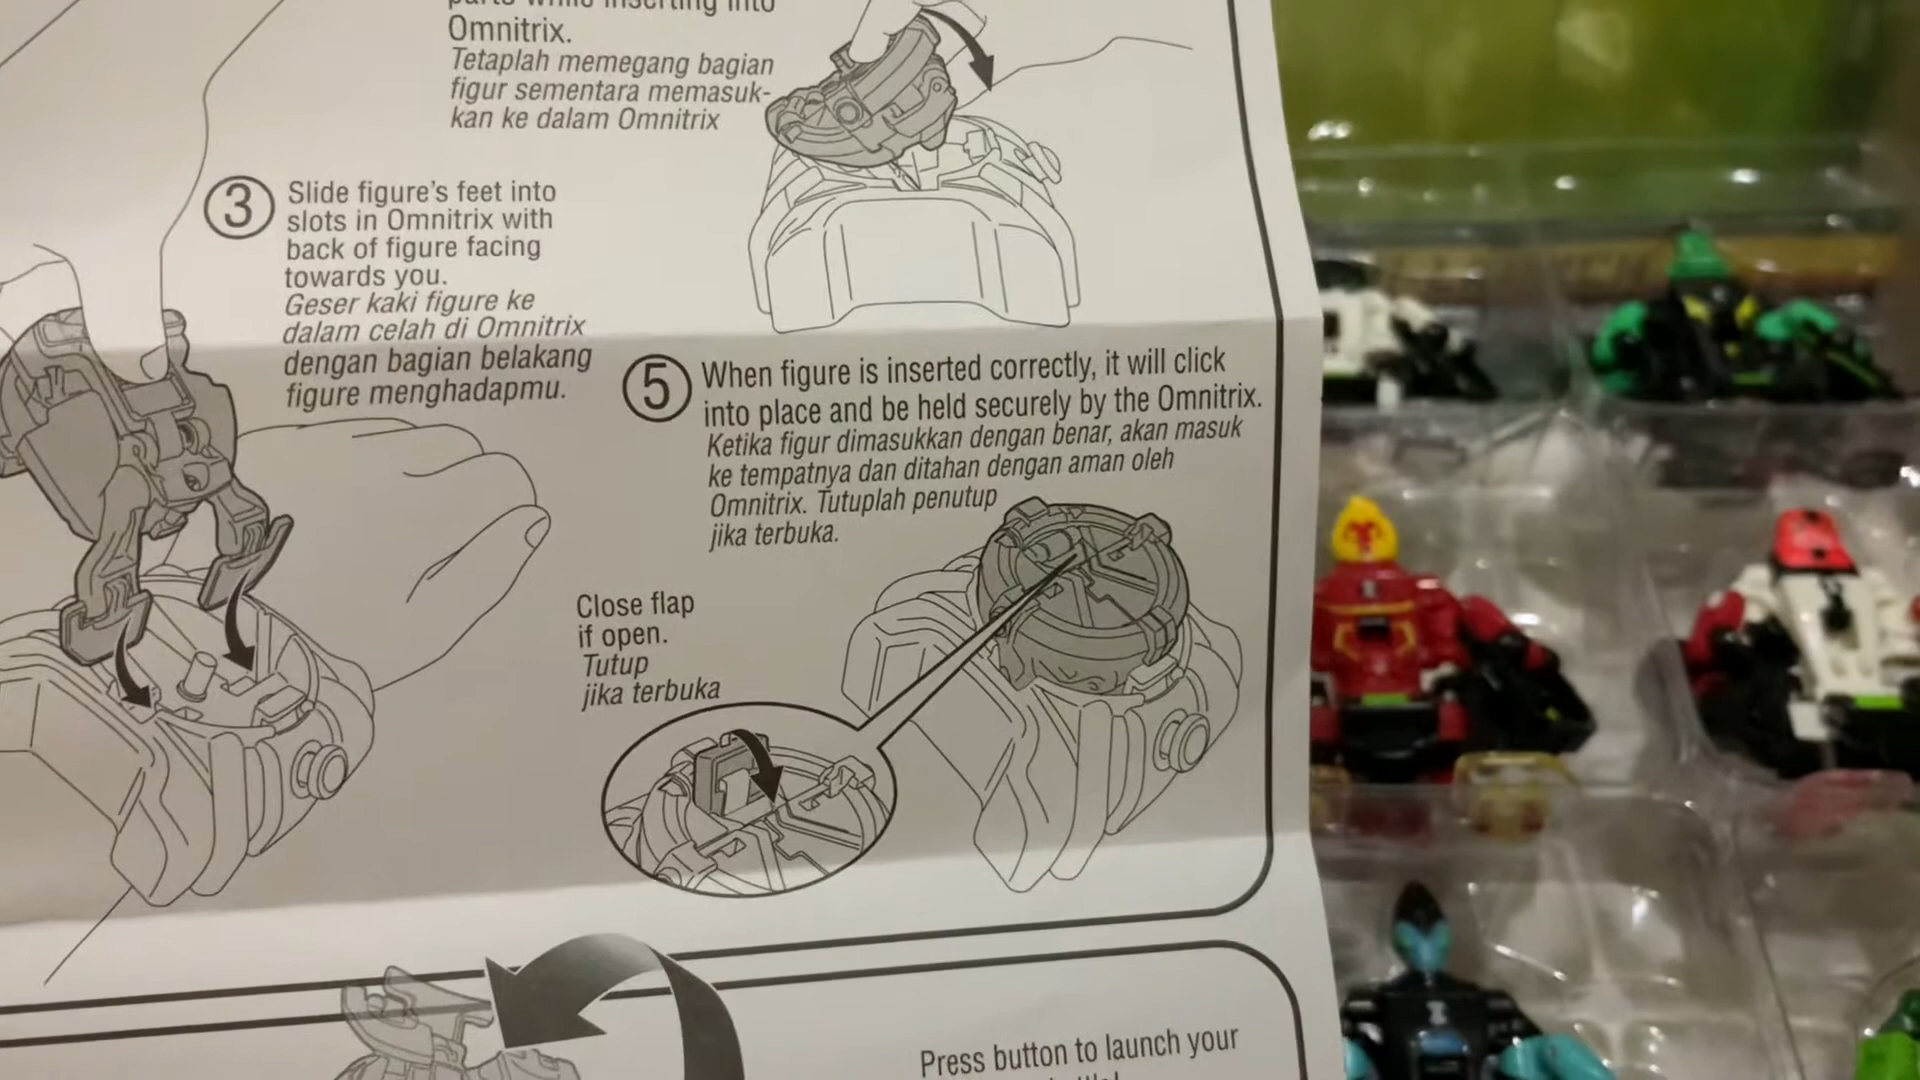 parts while inserting into
Omnitrix.
Tetaplah memegang bagian
figur sementara memasuk-
kan ke dalam Omnitrix
3
Slide figure's feet into
slots in Omnitrix with
back of figure facing
towards you.
Geser kaki figure ke
dalam celah di Omnitrix
dengan bagian belakang
figure menghadapmu.
5
When figure is inserted correctly, it will click
into place and be held securely by the Omnitrix.
Ketika figur dimasukkan dengan benar, akan masuk
ke tempatnya dan ditahan dengan aman oleh
Omnitrix. Tutuplah penutup
jika terbuka.
Close flap
if open.
Tutup
jika terbuka
Press button to launch your